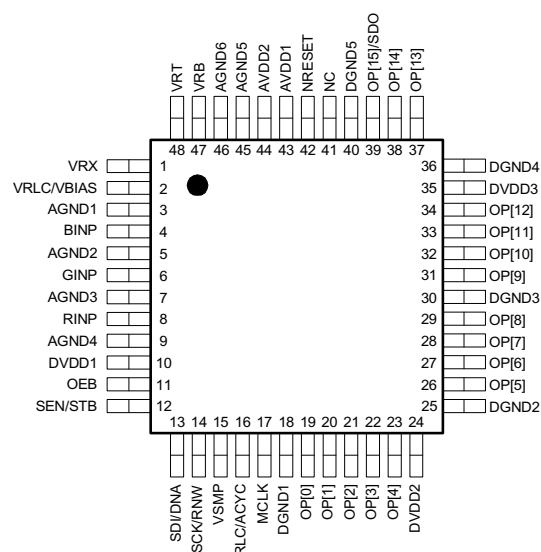 VRT
VRB
AGND6
AGND5
AVDD2
AVDD1
NRESET
NC
DGND5
OP[15]/SDO
OP[14]
OP[13]
48 47 46 45 44 43 42 41 40 39 38 37
VRX 1
VRLC/VBIAS 2
AGND1 3
BINP 4
AGND2 5
GINP 6
AGND3 7
RINP 8
AGND4 9
DVDD1 10
OEB 11
SEN/STB 12
36 DGND4
35 DVDD3
34 OP[12]
33 OP[11]
32 OP[10]
31 OP[9]
30 DGND3
29 OP[8]
28 OP[7]
27 OP[6]
26 OP[5]
25 DGND2
13 14 15 16 17 18 19 20 21 22 23 24
SDI/DNA
SCK/RNW
VSMP
RLC/ACYC
MCLK
DGND1
OP[0]
OP[1]
OP[2]
OP[3]
OP[4]
DVDD2